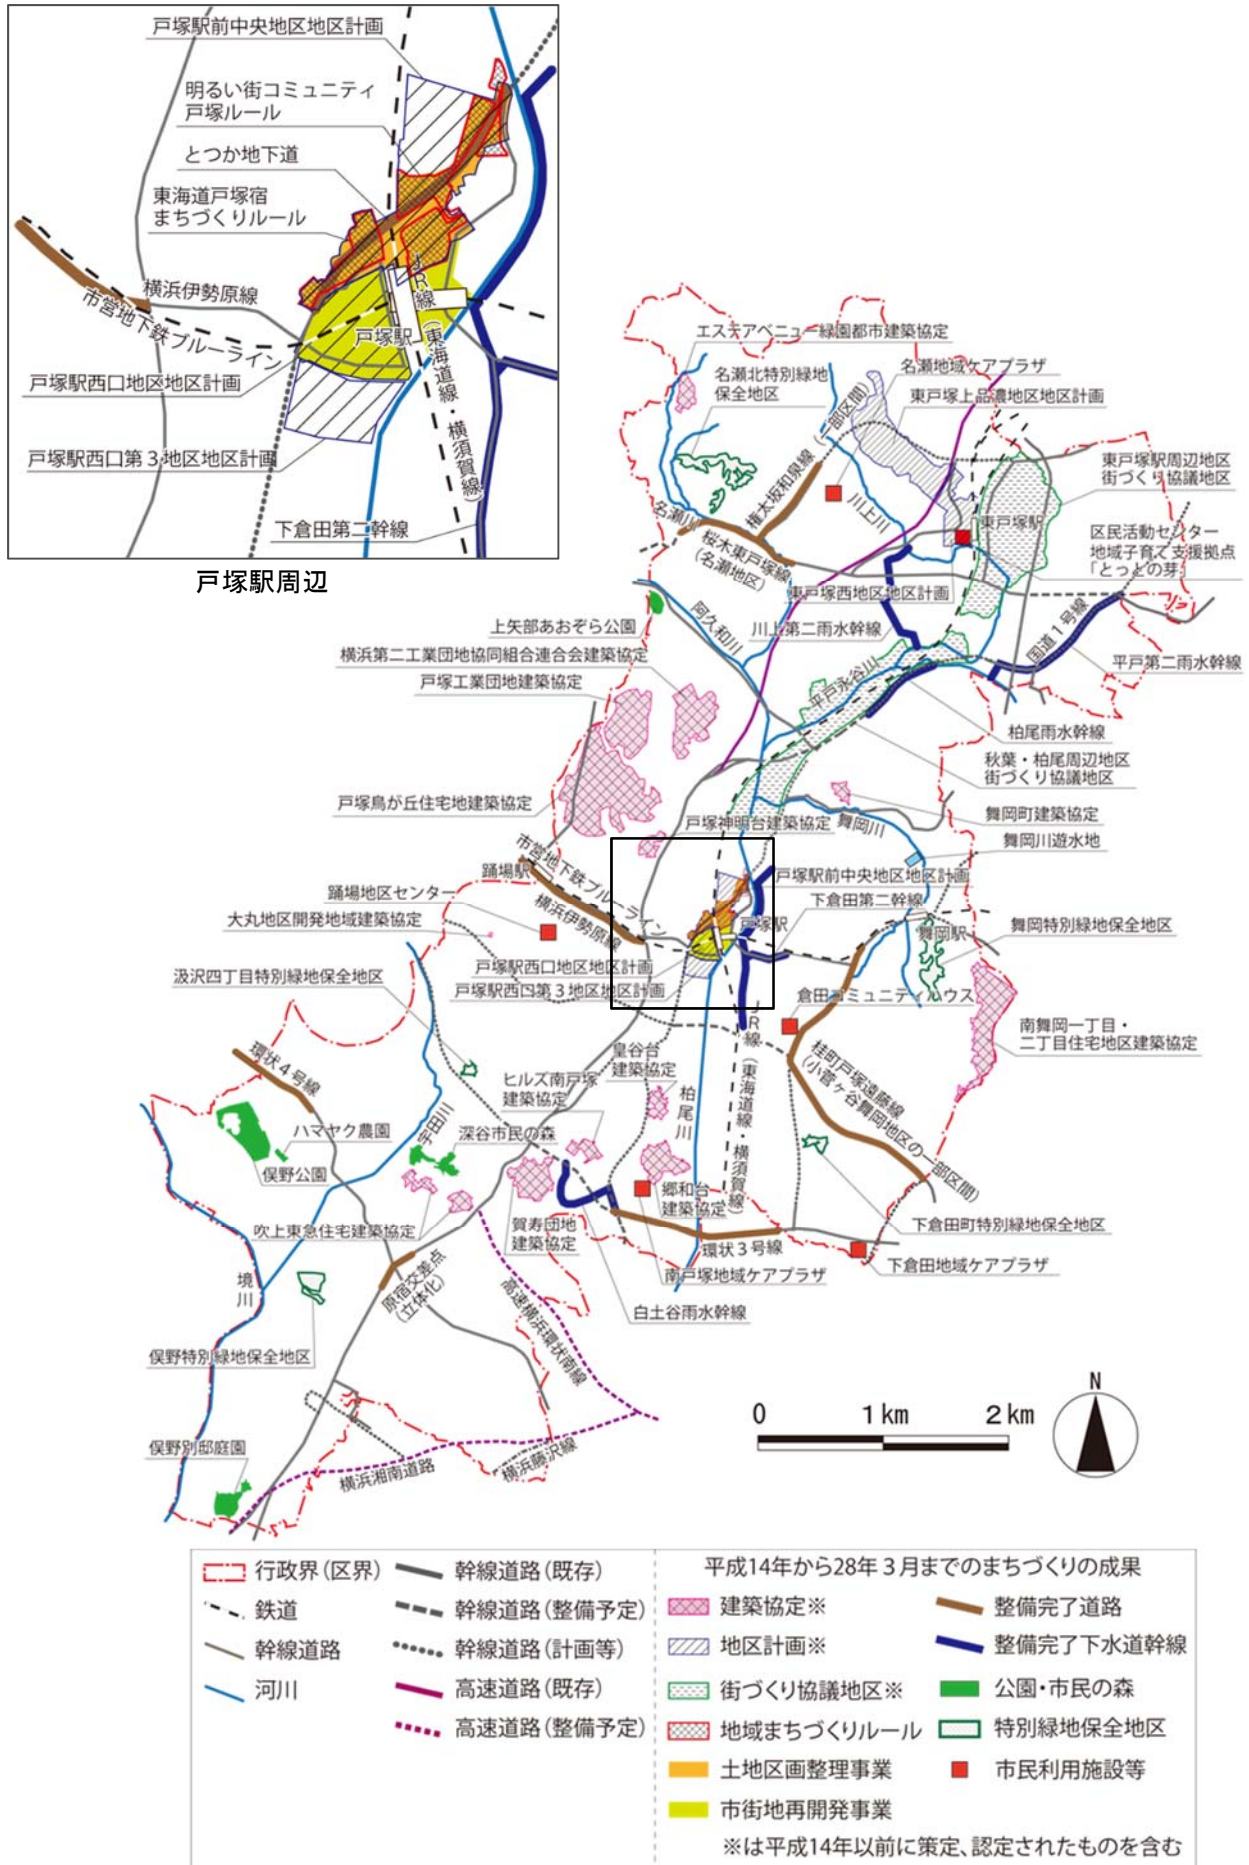 戸塚駅前中央地区地区計画
明るい街コミュニティ
戸塚ルール
とつか地下道
東海道戸塚宿
まちづくりルール
横浜伊勢原線
市営地下鉄ブルーライン
戸塚駅
JR線(東海道線・横須賀線)
戸塚駅西口地区地区計画
戸塚駅西口第3地区地区計画
下倉田第二幹線
戸塚駅周辺
エステアベニュー緑園都市建築協定
名瀬北特別緑地
保全地区
名瀬地域ケアプラザ
東戸塚上品濃地区地区計画
権太坂和泉線(一部区間)
東戸塚駅周辺地区
街づくり協議地区
名瀬川
川上川
東戸塚駅
桜木東戸塚線
(名瀬地区)
区民活動センター
地域子育て支援拠点
「とっとの芽」
東戸塚西地区地区計画
上矢部あおぞら公園
阿久和川
川上第二雨水幹線
国道1号線
平戸第二雨水幹線
横浜第二工業団地協同組合連合会建築協定
戸塚工業団地建築協定
平戸永谷川
柏尾雨水幹線
秋葉・柏尾周辺地区
街づくり協議地区
戸塚鳥が丘住宅地建築協定
戸塚神明台建築協定
舞岡川
舞岡町建築協定
舞岡川遊水地
市営地下鉄ブルーライン
踊場駅
横浜伊勢原線
戸塚駅前中央地区地区計画
踊場地区センター
下倉田第二幹線
大丸地区開発地域建築協定
戸塚駅
舞岡駅
舞岡特別緑地保全地区
戸塚駅西口地区地区計画
汲沢四丁目特別緑地保全地区
戸塚駅西口第3地区地区計画
倉田コミュニティハウス
南舞岡一丁目・
二丁目住宅地区建築協定
JR線(東海道線・横須賀線)
環状4号線
皇谷台
建築協定
ヒルズ南戸塚
建築協定
柏尾川
桂町戸塚遠藤線
(小菅ヶ谷舞岡地区の一部区間)
ハマヤク農園
宇田川
深谷市民の森
俣野公園
郷和台
建築協定
吹上東急住宅建築協定
賀寿団地
建築協定
下倉田町特別緑地保全地区
環状3号線
下倉田地域ケアプラザ
南戸塚地域ケアプラザ
境川
原宿交差点
(立体化)
高速横浜環状南線
白土谷雨水幹線
俣野特別緑地保全地区
俣野別邸庭園
横浜湘南道路
横浜藤沢線
0 1km 2km
N
行政界(区界)
鉄道
幹線道路
河川
幹線道路(既存)
幹線道路(整備予定)
幹線道路(計画等)
高速道路(既存)
高速道路(整備予定)
平成14年から28年3月までのまちづくりの成果
建築協定※
地区計画※
街づくり協議地区※
地域まちづくりルール
土地区画整理事業
市街地再開発事業
整備完了道路
整備完了下水道幹線
公園・市民の森
特別緑地保全地区
市民利用施設等
※は平成14年以前に策定、認定されたものを含む